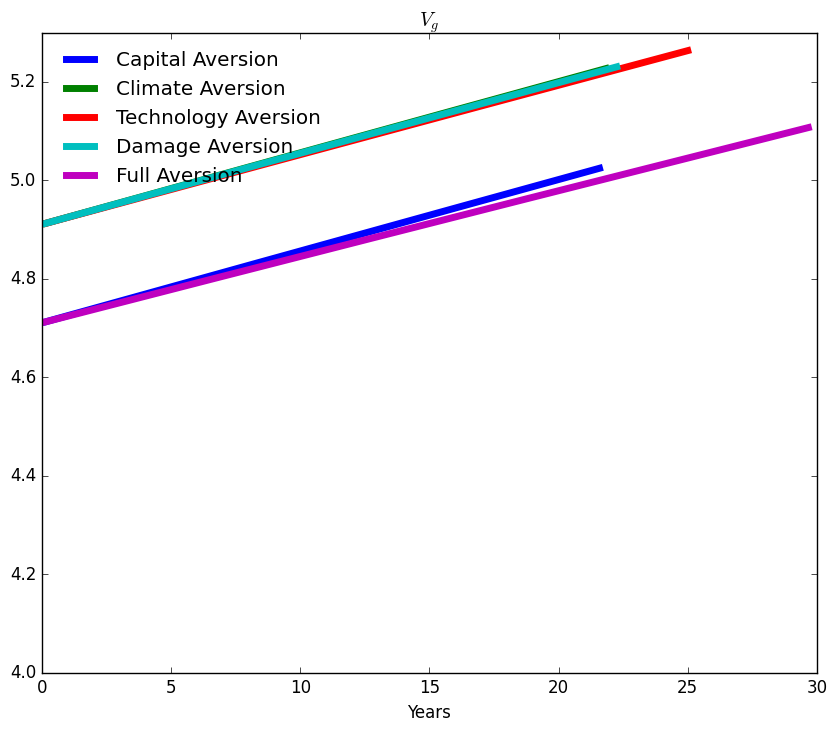 V_g
Capital Aversion
Climate Aversion
Technology Aversion
Damage Aversion
Full Aversion
5.2
5.0
4.8
4.6
4.4
4.2
4.0
0 5 10 15 20 25 30
Years